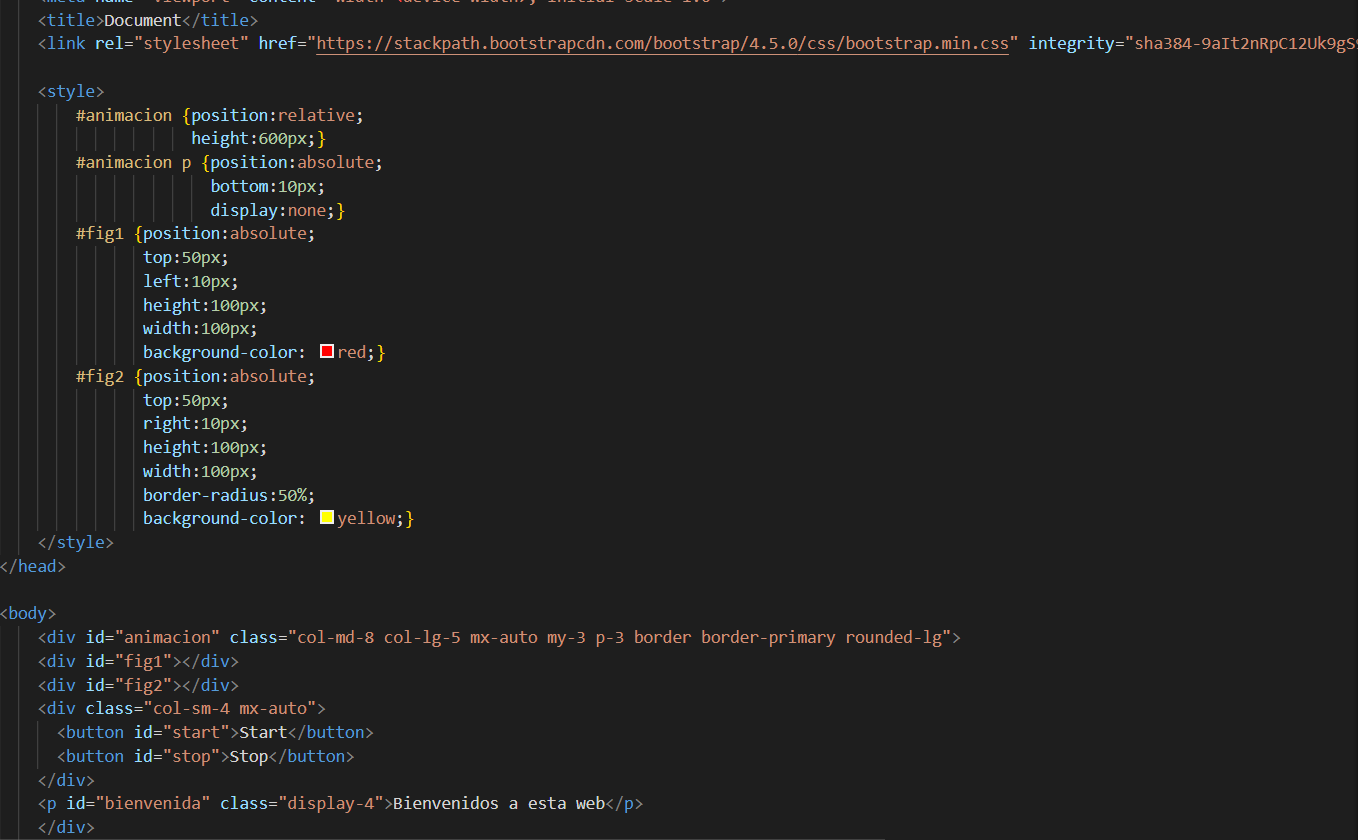 <title>Document</title>
<link rel="stylesheet" href="https://stackpath.bootstrapcdn.com/bootstrap/4.5.0/css/bootstrap.min.css" integrity="sha384-9aIt2nRpC12Uk9gS
<style>
#animacion {position:relative;
height:600px;}
#animacion p {position:absolute;
bottom:10px;
display:none;}
#fig1 {position:absolute;
top:50px;
left:10px;
height:100px;
width:100px;
background-color: red;}
#fig2 {position:absolute;
top:50px;
right:10px;
height:100px;
width:100px;
border-radius:50%;
background-color: yellow;}
</style>
</head>
<body>
<div id="animacion" class="col-md-8 col-lg-5 mx-auto my-3 p-3 border border-primary rounded-lg">
<div id="fig1"></div>
<div id="fig2"></div>
<div class="col-sm-4 mx-auto">
<button id="start">Start</button>
<button id="stop">Stop</button>
</div>
<p id="bienvenida" class="display-4">Bienvenidos a esta web</p>
</div>